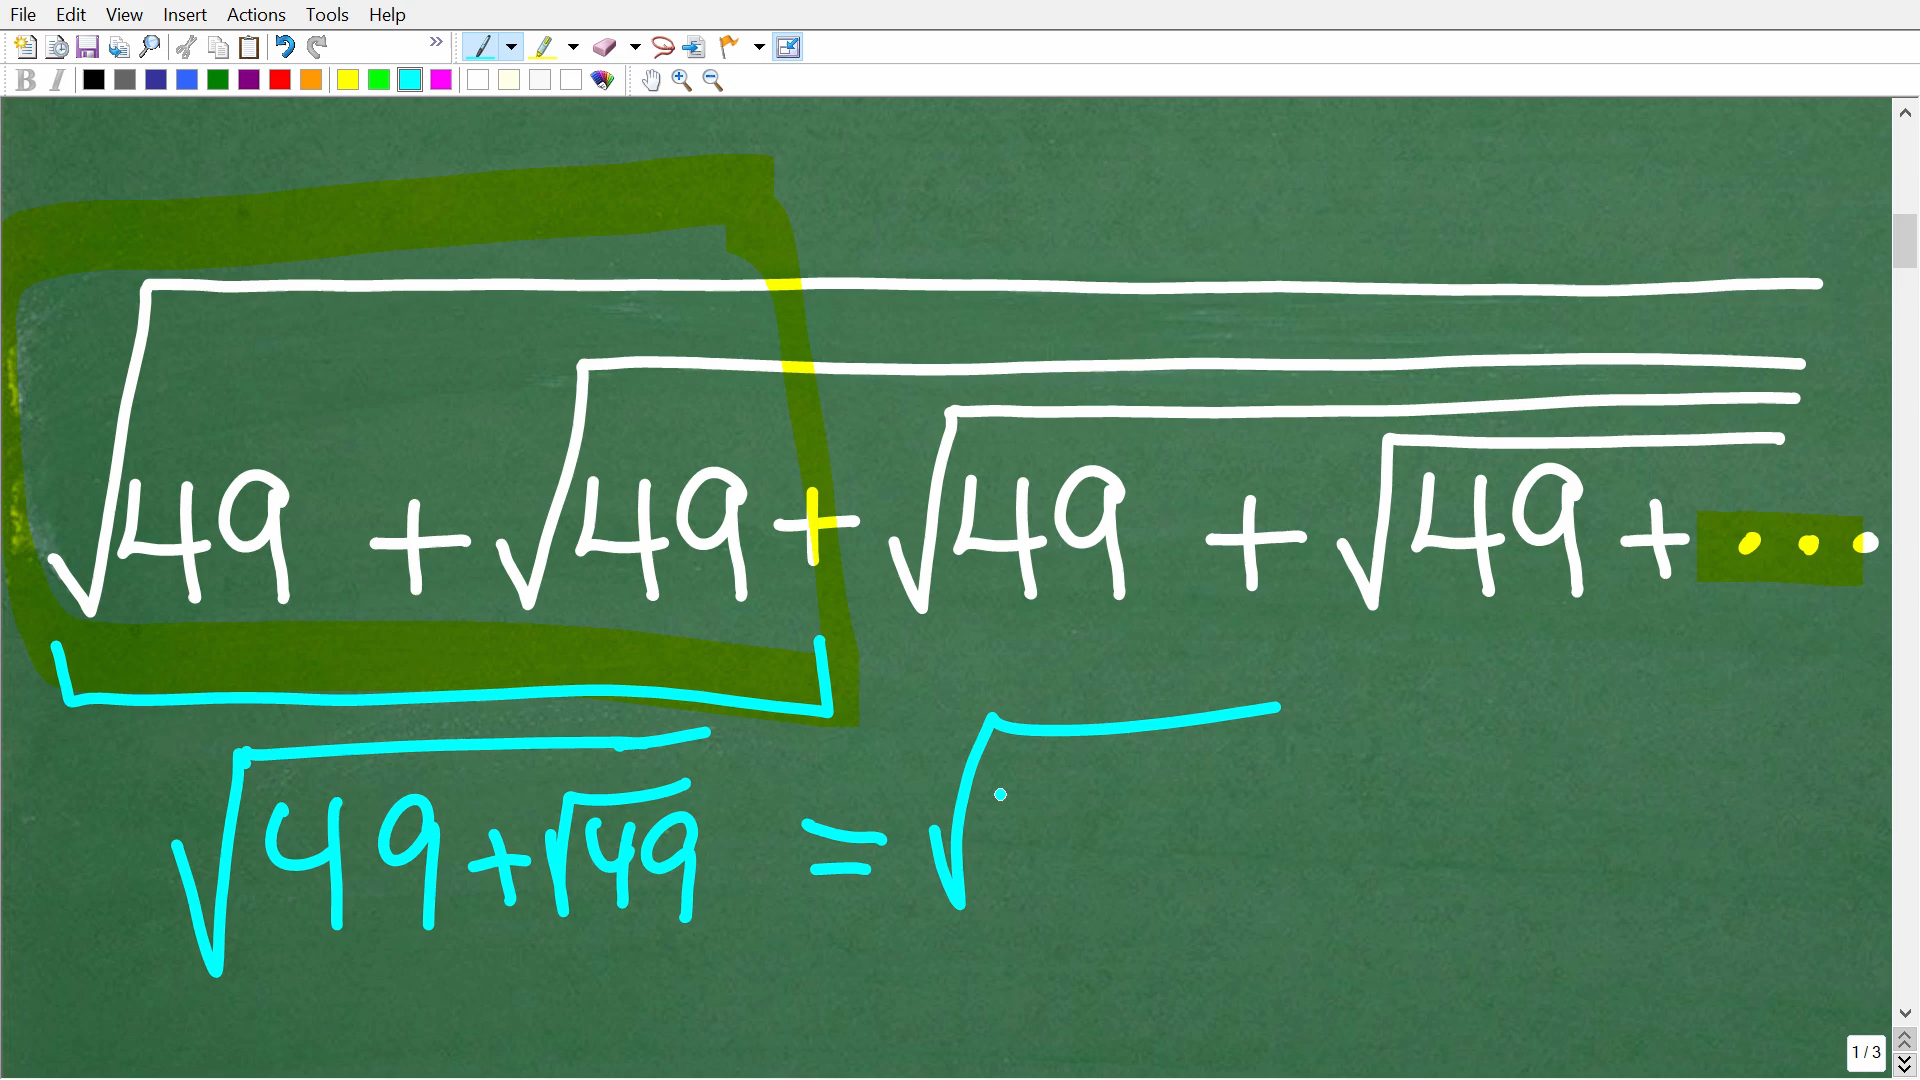 File Edit View Insert Actions Tools Help
B I
√49 + √49 + √49 + √49 + ...
√49 + √49 = √
1 / 3